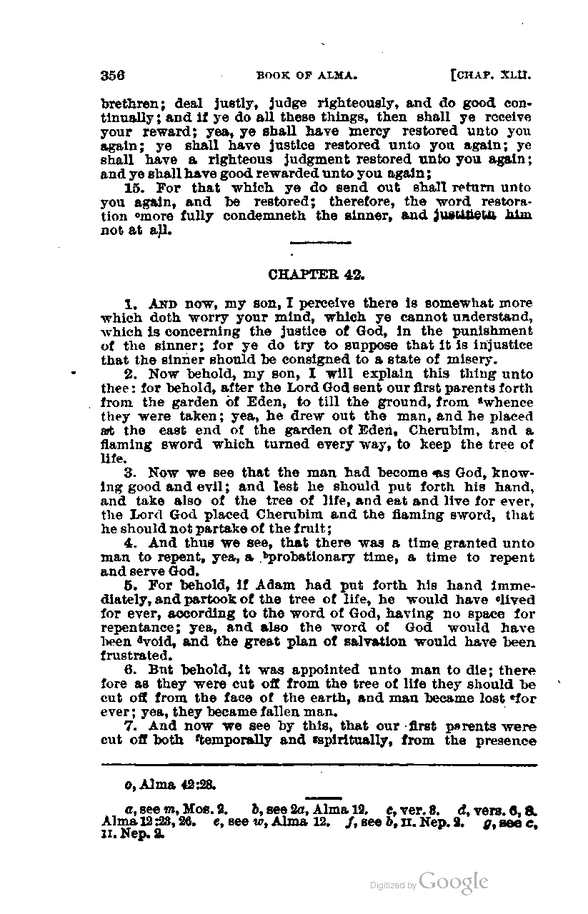 356 BOOK OF ALMA. [CHAP. XLII.
brethren; deal justly, judge righteously, and do good con-
tinually; and if ye do all these things, then shall ye receive
your reward; yea, ye shall have mercy restored unto you
again; ye shall have justice restored unto you again; ye
shall have a righteous judgment restored unto you again;
and ye shall have good rewarded unto you again;
15. For that which ye do send out shall return unto
you again, and be restored; therefore, the word restora-
tion ᵒmore fully condemneth the sinner, and justifieth him
not at all.
CHAPTER 42.
1. AND now, my son, I perceive there is somewhat more
which doth worry your mind, which ye cannot understand,
which is concerning the justice of God, in the punishment
of the sinner; for ye do try to suppose that it is injustice
that the sinner should be consigned to a state of misery.
2. Now behold, my son, I will explain this thing unto
thee: for behold, after the Lord God sent our first parents forth
from the garden of Eden, to till the ground, from ᵃwhence
they were taken; yea, he drew out the man, and he placed
at the east end of the garden of Eden, Cherubim, and a
flaming sword which turned every way, to keep the tree of
life.
3. Now we see that the man had become as God, know-
ing good and evil; and lest he should put forth his hand,
and take also of the tree of life, and eat and live for ever,
the Lord God placed Cherubim and the flaming sword, that
he should not partake of the fruit;
4. And thus we see, that there was a time granted unto
man to repent, yea, a ᵇprobationary time, a time to repent
and serve God.
5. For behold, if Adam had put forth his hand imme-
diately, and partook of the tree of life, he would have ᶜlived
for ever, according to the word of God, having no space for
repentance; yea, and also the word of God would have
been ᵈvoid, and the great plan of salvation would have been
frustrated.
6. But behold, it was appointed unto man to die; there
fore as they were cut off from the tree of life they should be
cut off from the face of the earth, and man became lost ᵉfor
ever; yea, they became fallen man.
7. And now we see by this, that our first parents were
cut off both ᶠtemporally and ᵍspiritually, from the presence
o, Alma 42:28.
a, see m, Mos. 2. b, see 2a, Alma 12. c, ver. 3. d, vers. 6, 8.
Alma 12:23, 26. e, see w, Alma 12. f, see b, II. Nep. 2. g, see c,
II. Nep. 2.
Digitized by Google